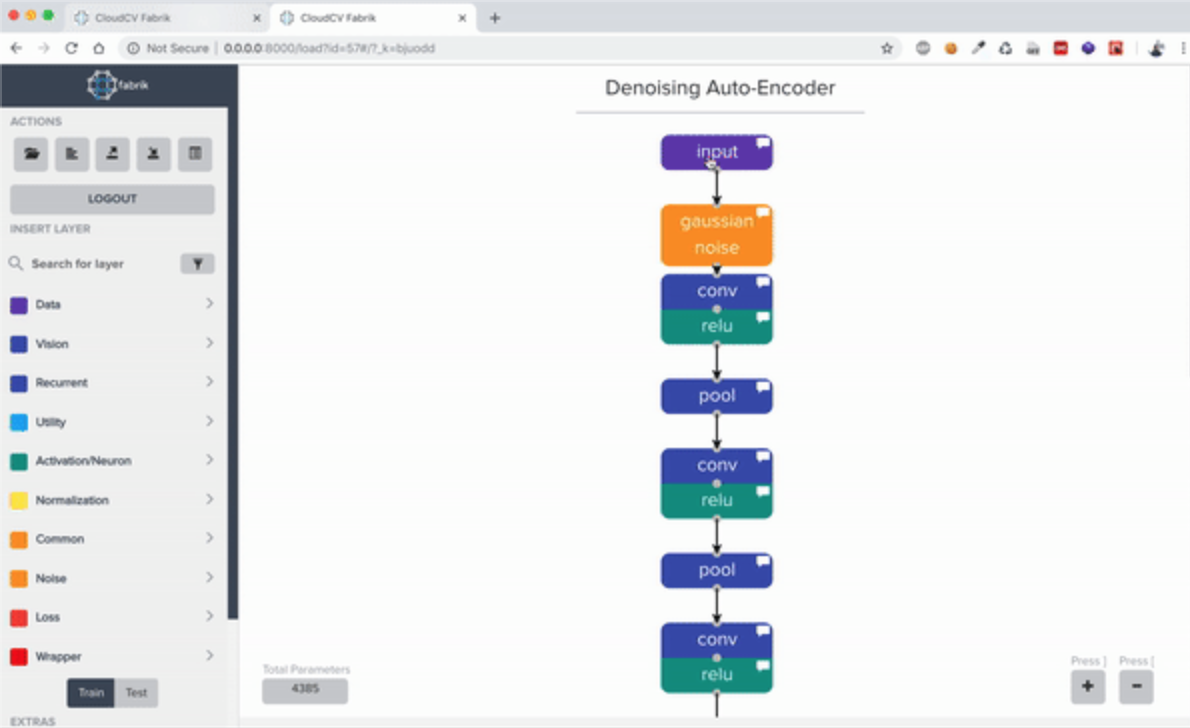 CloudCV Fabrik
CloudCV Fabrik
Not Secure | 0.0.0.0:8000/load?id=57#/?_k=bjuodd
fabrik
ACTIONS
LOGOUT
INSERT LAYER
Search for layer
Data
Vision
Recurrent
Utility
Activation/Neuron
Normalization
Common
Noise
Loss
Wrapper
Train Test
EXTRAS
Denoising Auto-Encoder
input
gaussian
noise
conv
relu
pool
conv
relu
pool
conv
relu
Total Parameters
4385
Press ] Press [